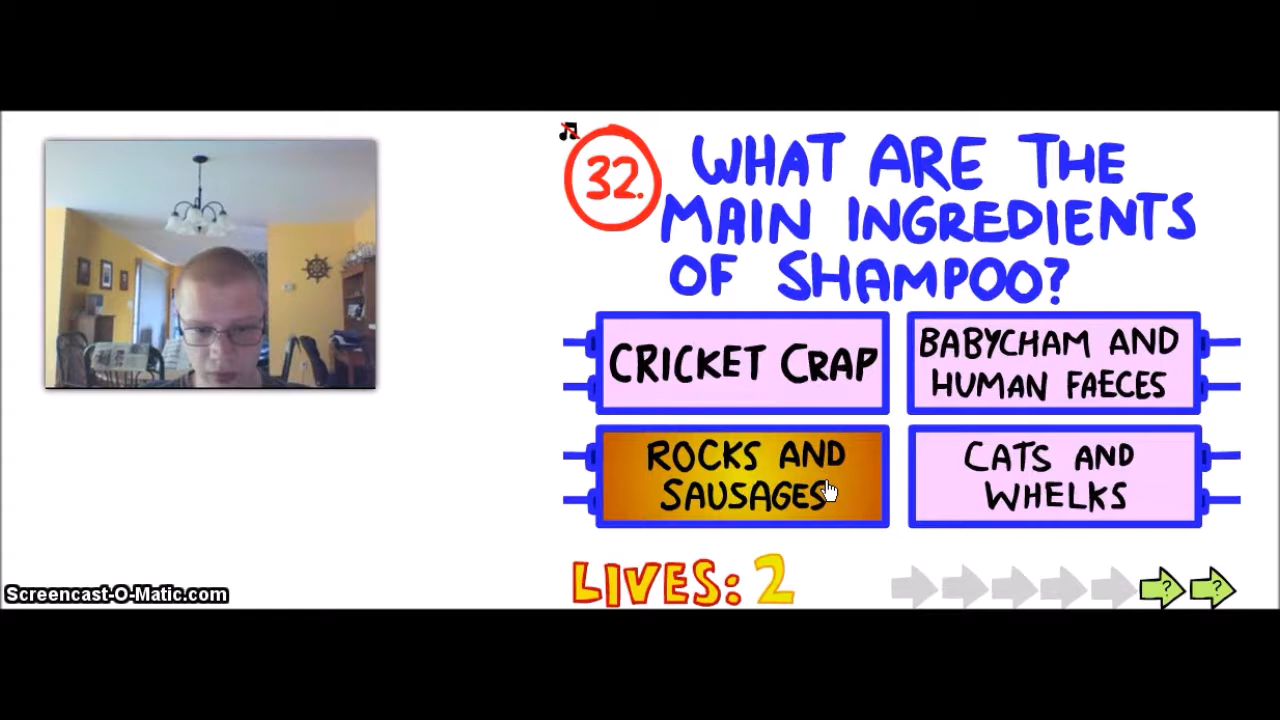 32. WHAT ARE THE
MAIN INGREDIENTS
OF SHAMPOO?
CRICKET CRAP
BABYCHAM AND
HUMAN FAECES
ROCKS AND
SAUSAGES
CATS AND
WHELKS
LIVES: 2
? ?
Screencast-O-Matic.com